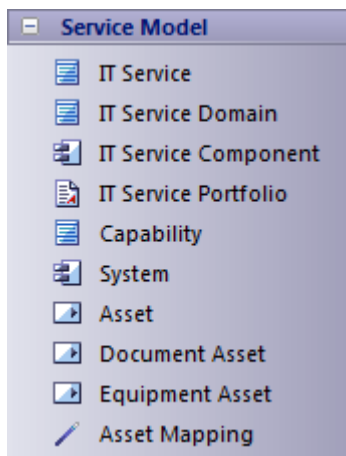 Service Model
IT Service
IT Service Domain
IT Service Component
IT Service Portfolio
Capability
System
Asset
Document Asset
Equipment Asset
Asset Mapping